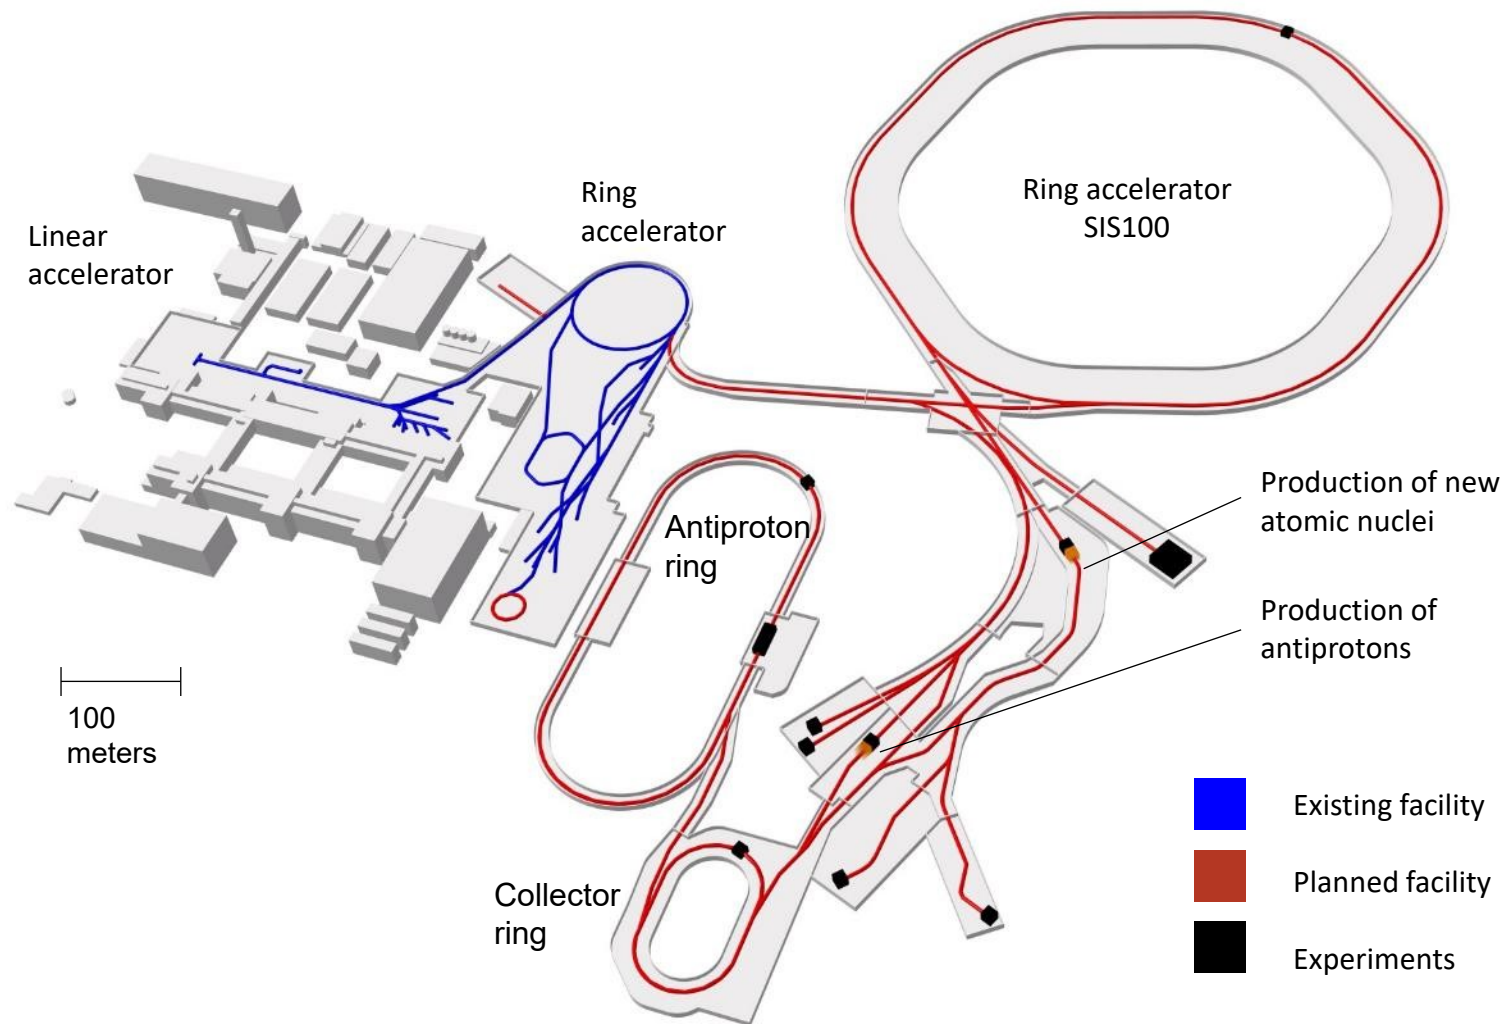 Linear
accelerator
Ring
accelerator
Ring accelerator
SIS100
Antiproton
ring
Production of new
atomic nuclei
Production of
antiprotons
100
meters
Collector
ring
Existing facility
Planned facility
Experiments